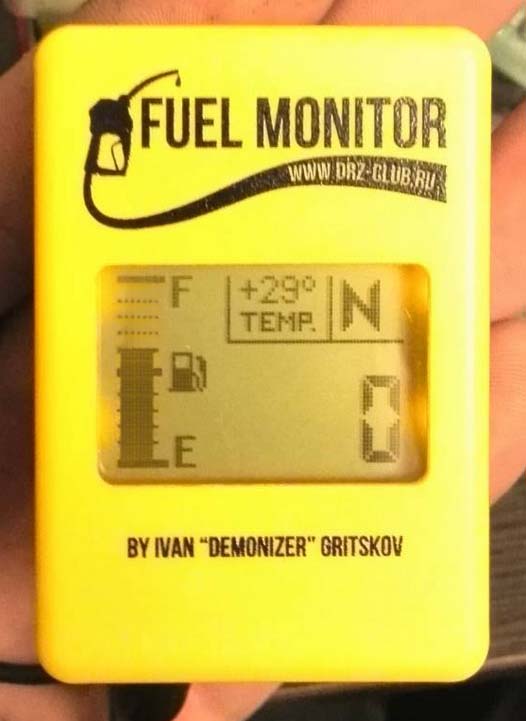 FUEL MONITOR
WWW.DRZ-CLUB.RU
F
+29°
TEMP.
N
E
0
BY IVAN “DEMONIZER” GRITSKOV